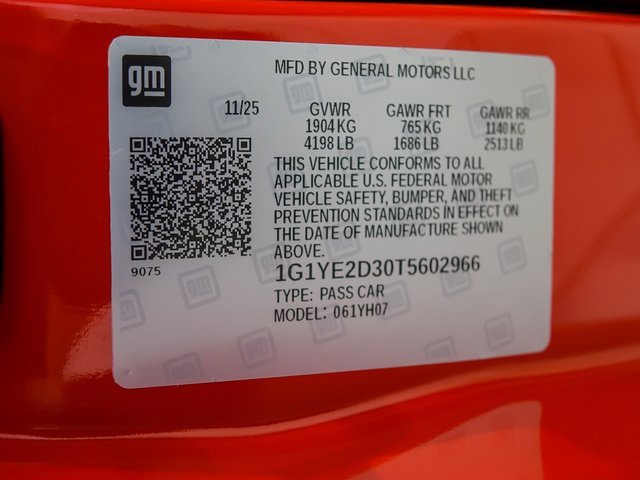 gm
MFD BY GENERAL MOTORS LLC
11/25 GVWR GAWR FRT GAWR RR
1904 KG 765 KG 1140 KG
4198 LB 1686 LB 2513 LB
THIS VEHICLE CONFORMS TO ALL
APPLICABLE U.S. FEDERAL MOTOR
VEHICLE SAFETY, BUMPER, AND THEFT
PREVENTION STANDARDS IN EFFECT ON
THE DATE OF MANUFACTURE SHOWN
ABOVE.
9075
1G1YE2D30T5602966
TYPE: PASS CAR
MODEL: 061YH07